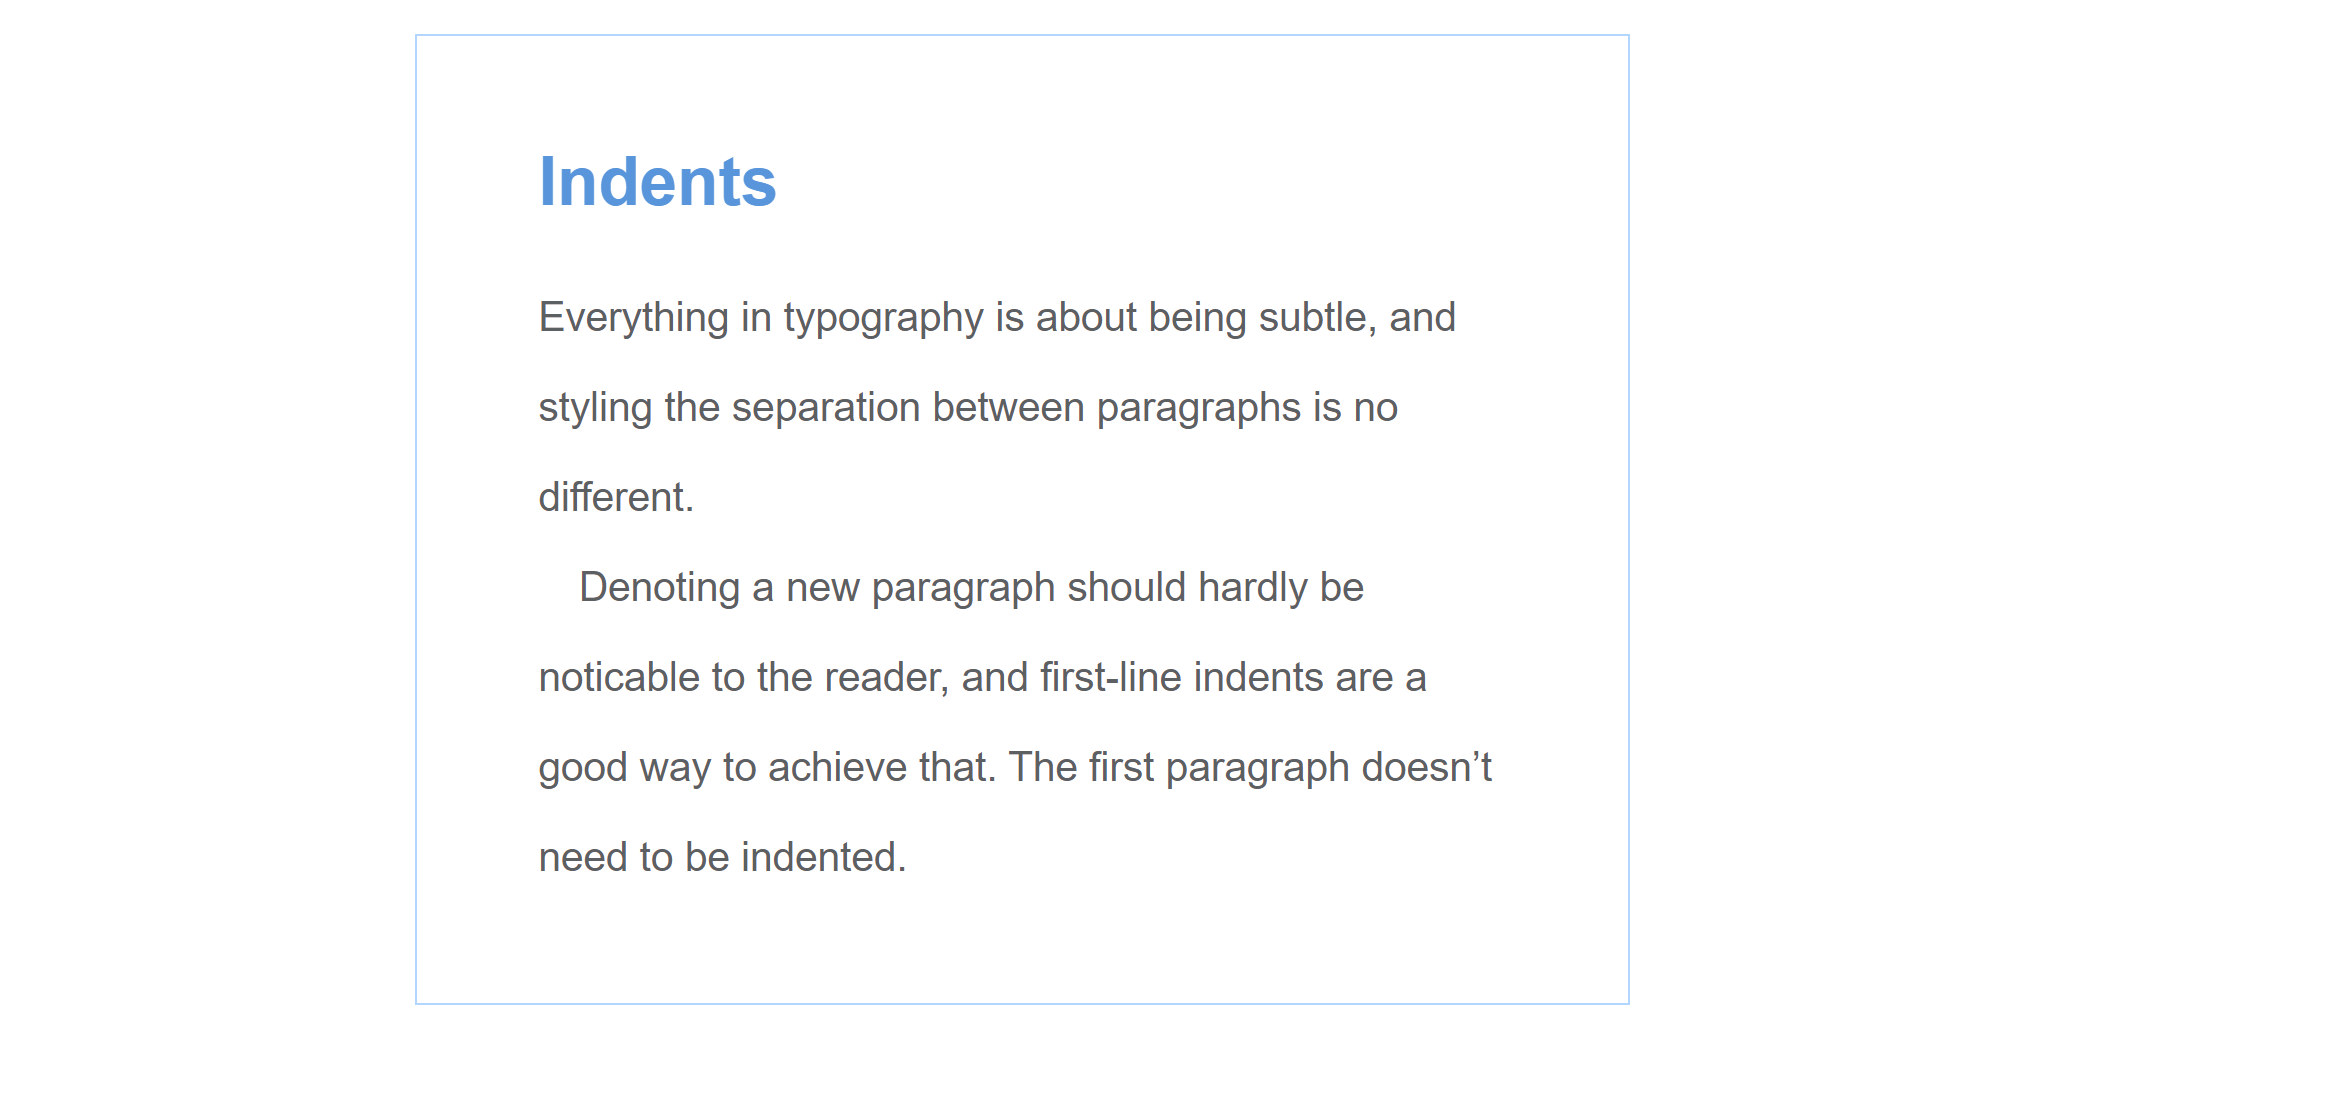 Indents
Everything in typography is about being subtle, and
styling the separation between paragraphs is no
different.
Denoting a new paragraph should hardly be
noticable to the reader, and first-line indents are a
good way to achieve that. The first paragraph doesn’t
need to be indented.